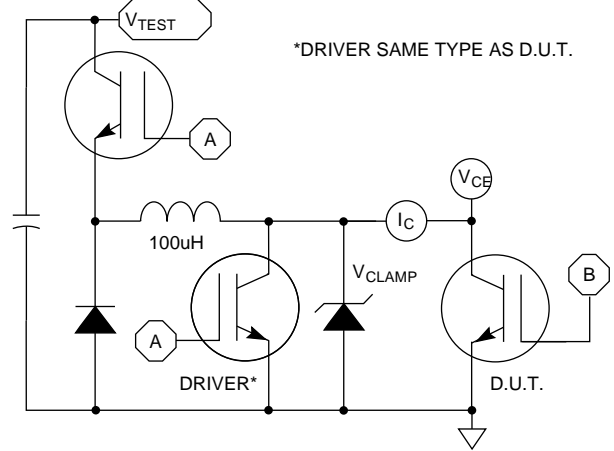 VTEST
*DRIVER SAME TYPE AS D.U.T.
A
VCE
IC
100uH
VCLAMP
B
A
DRIVER*
D.U.T.